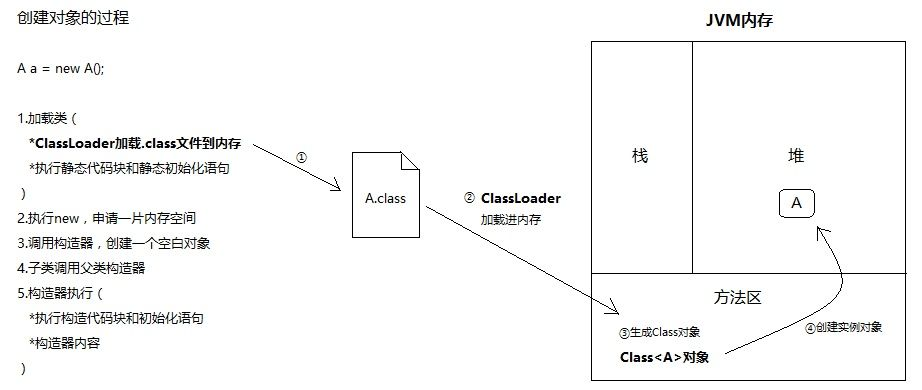 创建对象的过程
A a = new A();
1.加载类（
*ClassLoader加载.class文件到内存
*执行静态代码块和静态初始化语句
）
2.执行new，申请一片内存空间
3.调用构造器，创建一个空白对象
4.子类调用父类构造器
5.构造器执行（
*执行构造代码块和初始化语句
*构造器内容
）
①
A.class
② ClassLoader
加载进内存
JVM内存
栈
堆
A
方法区
③生成Class对象
Class<A>对象
④创建实例对象